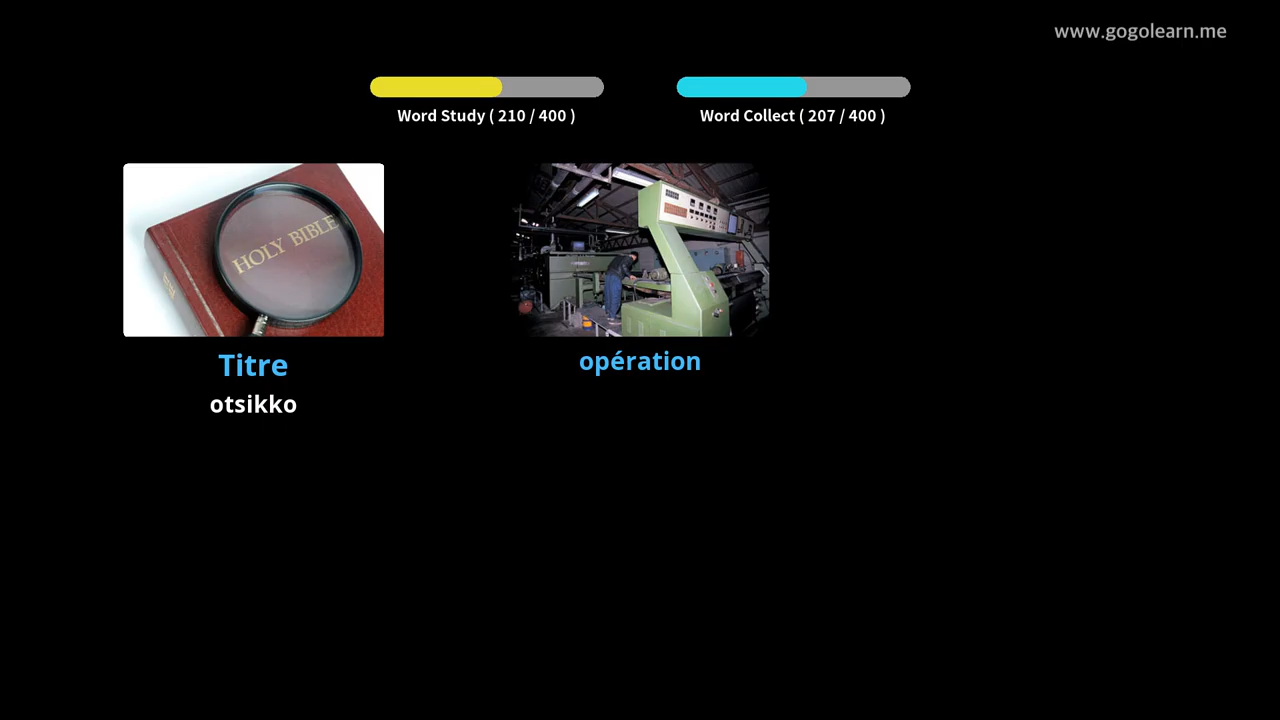 www.gogolearn.me
Word Study ( 210 / 400 )
Word Collect ( 207 / 400 )
HOLY BIBLE
Titre
otsikko
opération